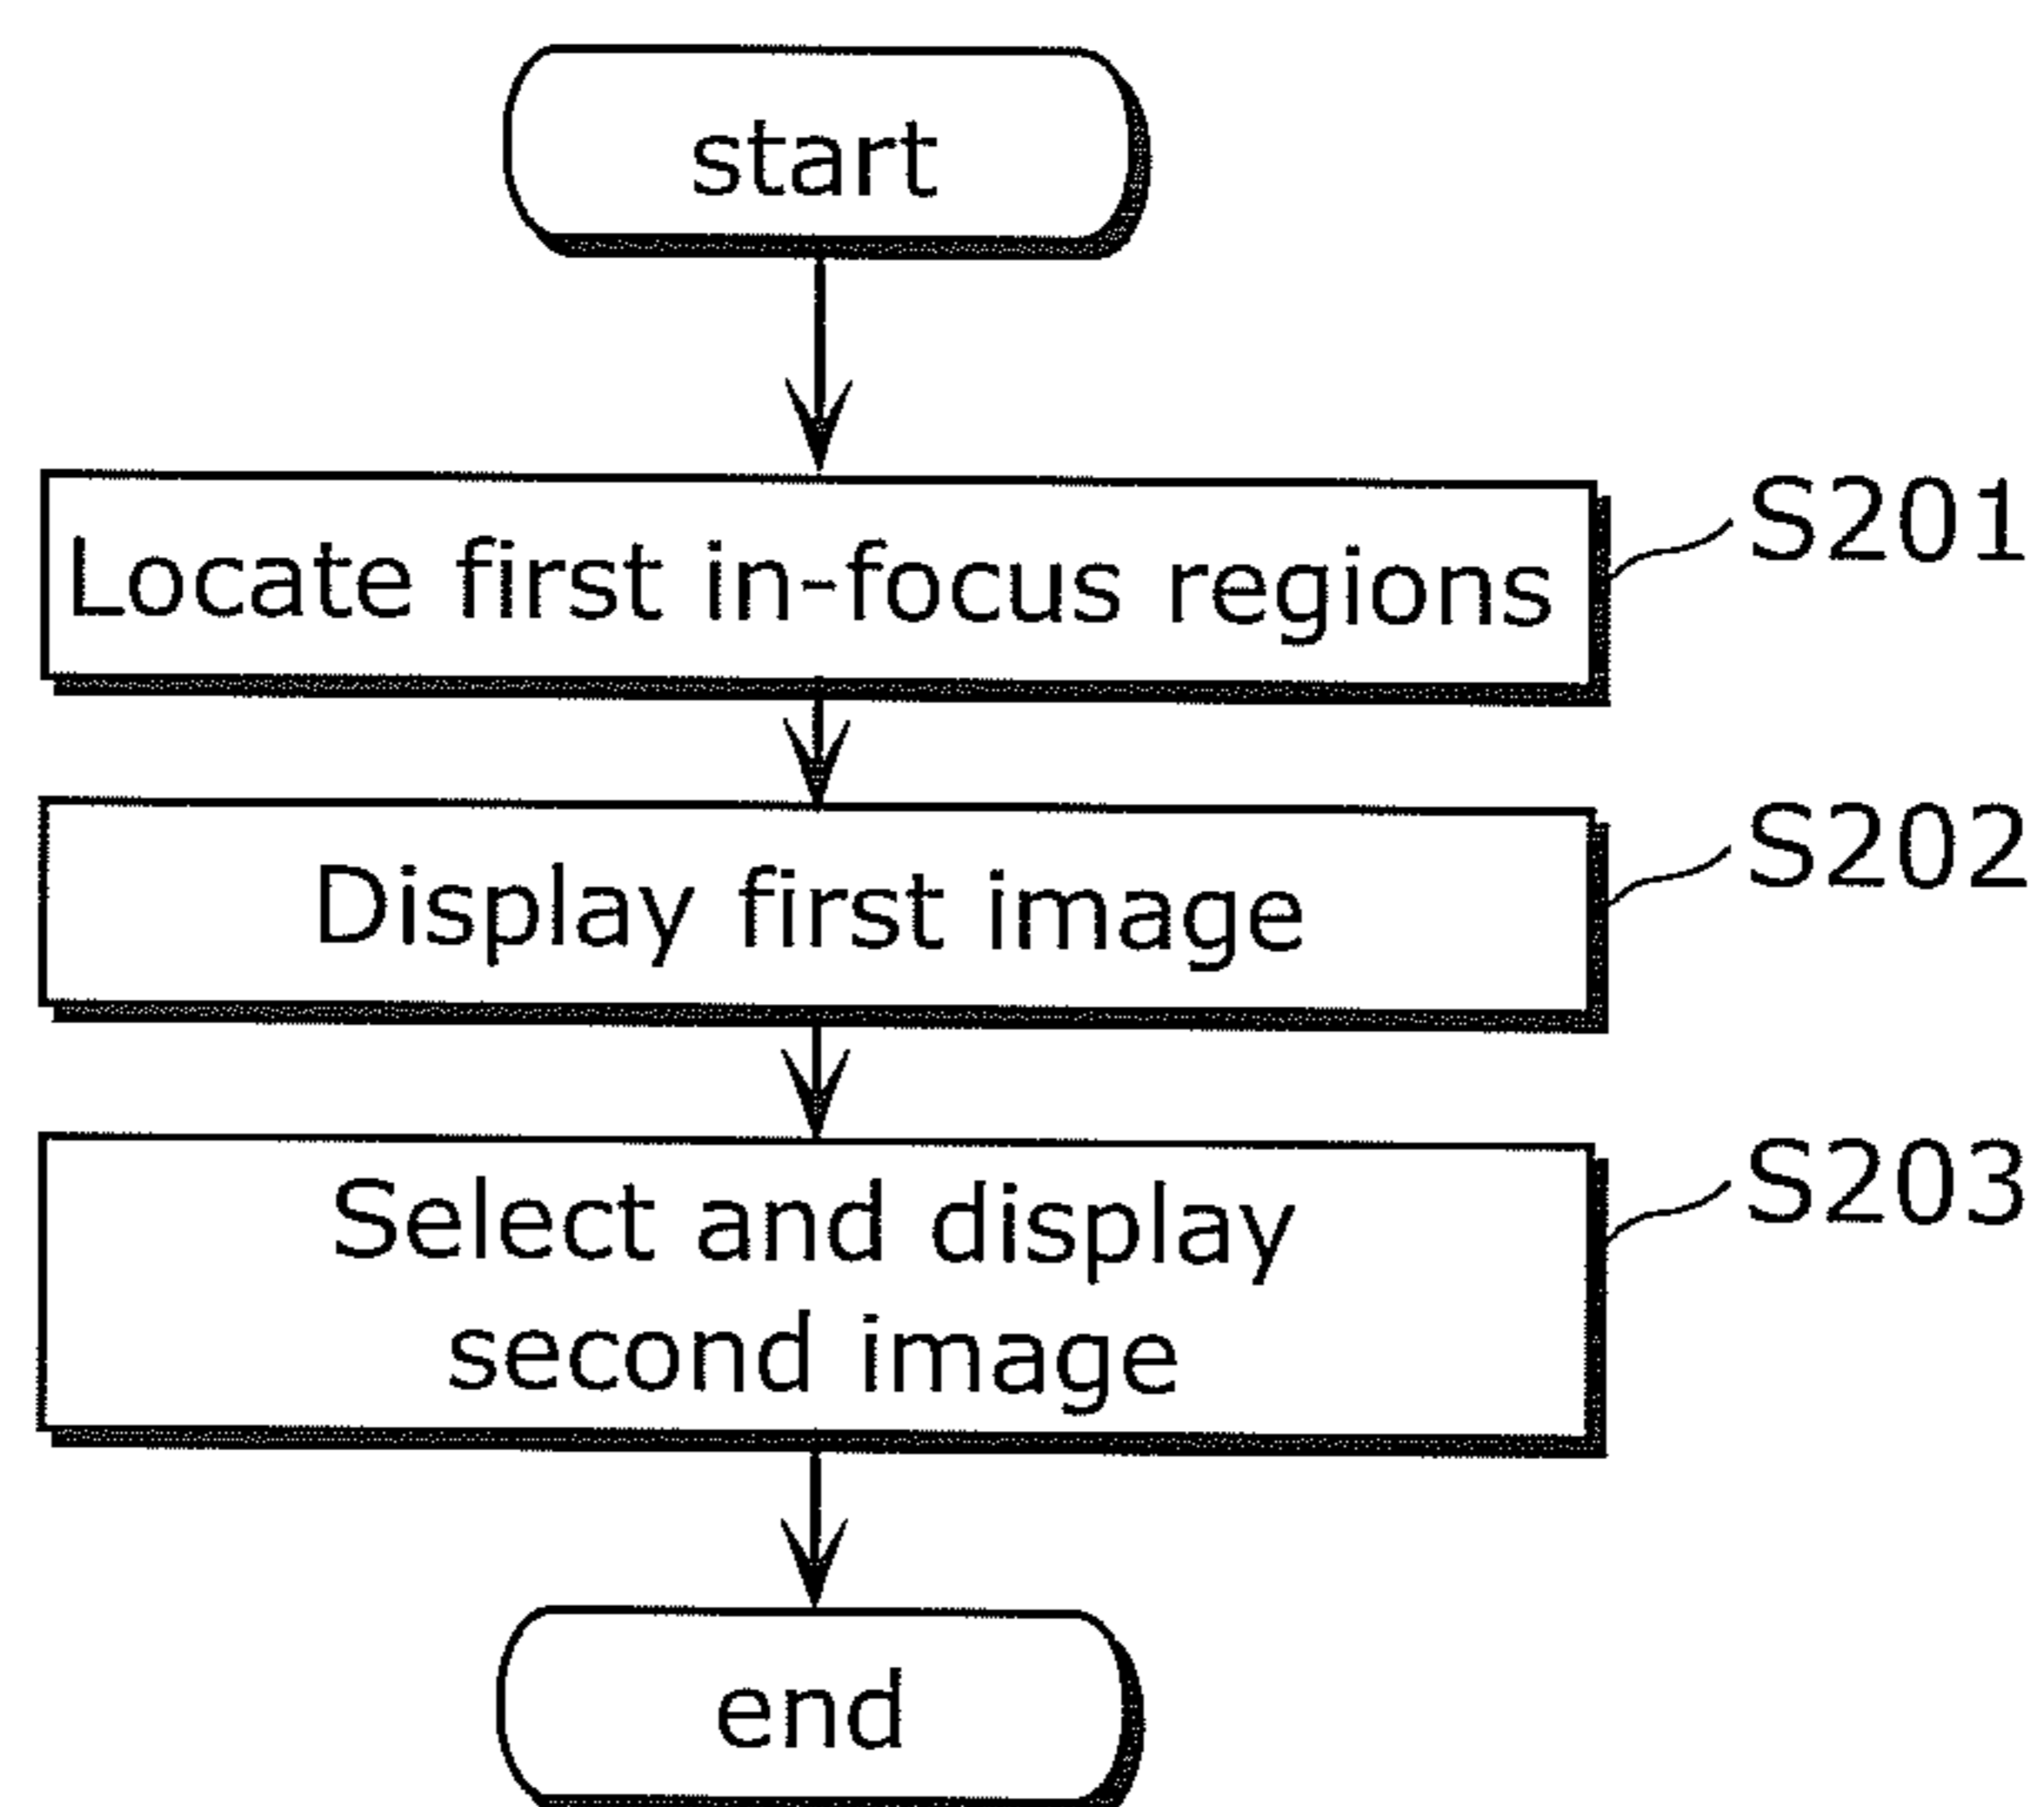 start
Locate first in-focus regions
S201
Display first image
S202
Select and display
second image
S203
end